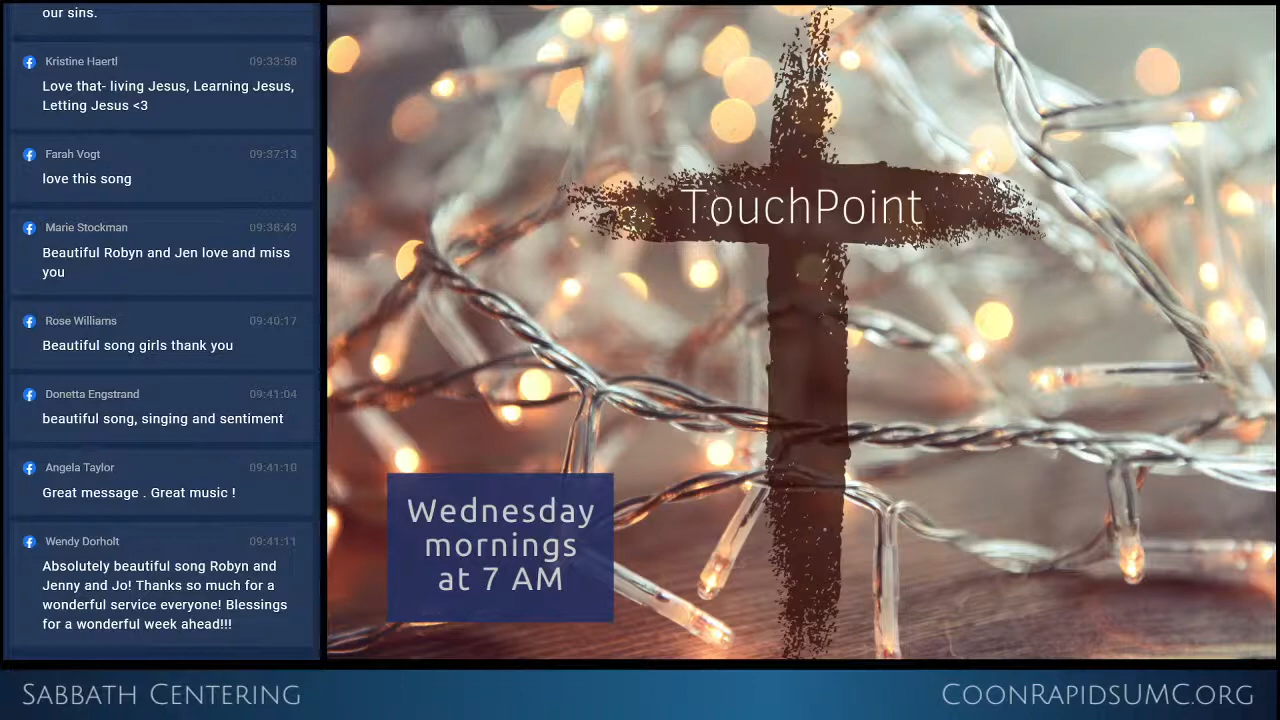 our sins.
Kristine Haertl 09:33:58
Love that- living Jesus, Learning Jesus,
Letting Jesus <3
Farah Vogt 09:37:13
love this song
Marie Stockman 09:38:43
Beautiful Robyn and Jen love and miss
you
Rose Williams 09:40:17
Beautiful song girls thank you
Donetta Engstrand 09:41:04
beautiful song, singing and sentiment
Angela Taylor 09:41:10
Great message . Great music !
Wendy Dorholt 09:41:11
Absolutely beautiful song Robyn and
Jenny and Jo! Thanks so much for a
wonderful service everyone! Blessings
for a wonderful week ahead!!!
TouchPoint
Wednesday
mornings
at 7 AM
Sabbath Centering
CoonRapidsUMC.org